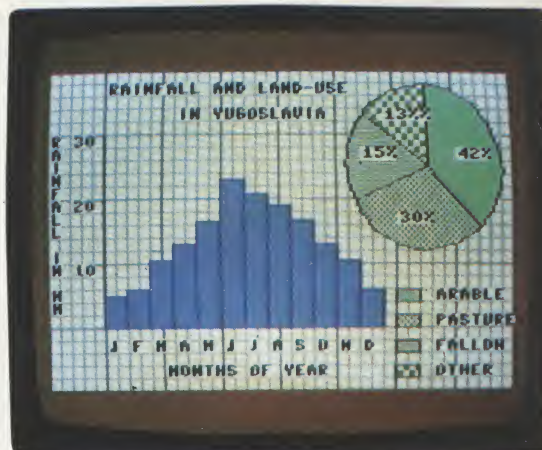 RAINFALL AND LAND-USE
IN YUGOSLAVIA
RAINFALL IN MM
30
20
10
J F M A M J J A S O N D
MONTHS OF YEAR
13%
15%
42%
30%
ARABLE
PASTURE
FALLOW
OTHER